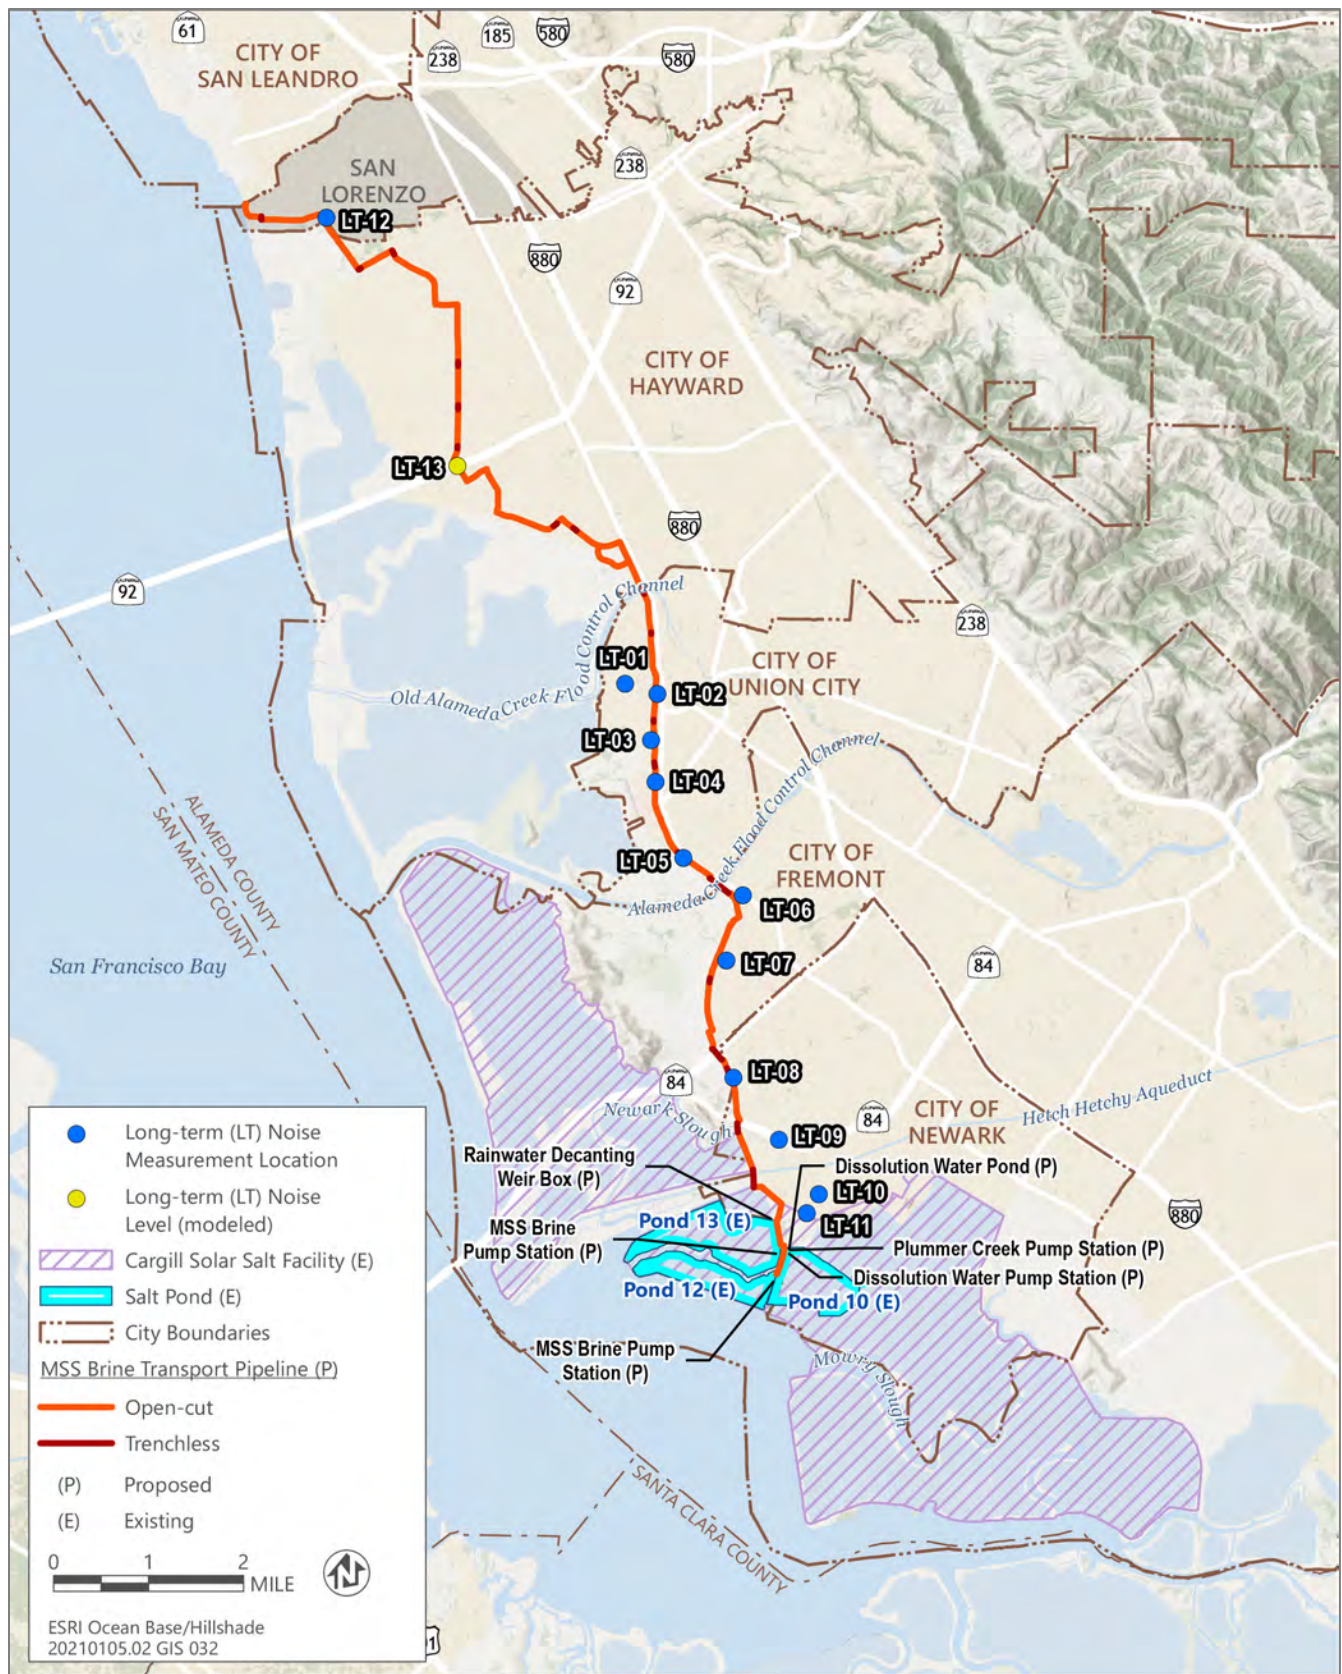 61
185
580
CITY OF
SAN LEANDRO
238
580
SAN
LORENZO
238
LT-12
880
92
CITY OF
HAYWARD
LT-13
880
92
Old Alameda Creek Flood Control Channel
238
LT-01
CITY OF
UNION CITY
LT-02
LT-03
LT-04
ALAMEDA COUNTY
SAN MATEO COUNTY
LT-05
Alameda Creek Flood Control Channel
CITY OF
FREMONT
LT-06
San Francisco Bay
LT-07
84
LT-08
84
Newark Slough
84
CITY OF
NEWARK
Hetch Hetchy Aqueduct
LT-09
Rainwater Decanting
Weir Box (P)
Dissolution Water Pond (P)
LT-10
LT-11
880
Pond 13 (E)
MSS Brine
Pump Station (P)
Plummer Creek Pump Station (P)
Dissolution Water Pump Station (P)
Pond 12 (E)
Pond 10 (E)
MSS Brine Pump
Station (P)
Mowry Slough
SANTA CLARA COUNTY
Long-term (LT) Noise
Measurement Location
Long-term (LT) Noise
Level (modeled)
Cargill Solar Salt Facility (E)
Salt Pond (E)
City Boundaries
MSS Brine Transport Pipeline (P)
Open-cut
Trenchless
(P) Proposed
(E) Existing
0 1 2
MILE
N
ESRI Ocean Base/Hillshade
20210105.02 GIS 032